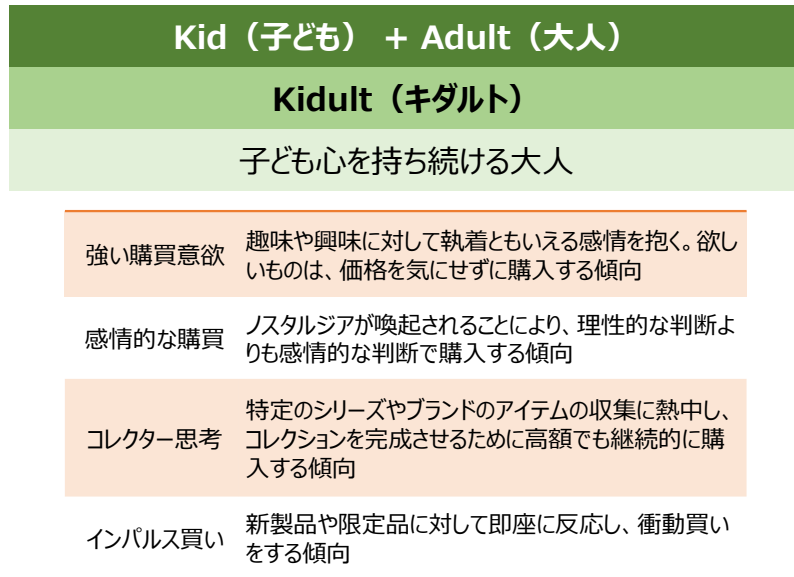 Kid（子ども） + Adult（大人）
Kidult（キダルト）
子ども心を持ち続ける大人
強い購買意欲
趣味や興味に対して執着ともいえる感情を抱く。欲し
いものは、価格を気にせずに購入する傾向
感情的な購買
ノスタルジアが喚起されることにより、理性的な判断よ
りも感情的な判断で購入する傾向
コレクター思考
特定のシリーズやブランドのアイテムの収集に熱中し、
コレクションを完成させるために高額でも継続的に購
入する傾向
インパルス買い
新製品や限定品に対して即座に反応し、衝動買い
をする傾向